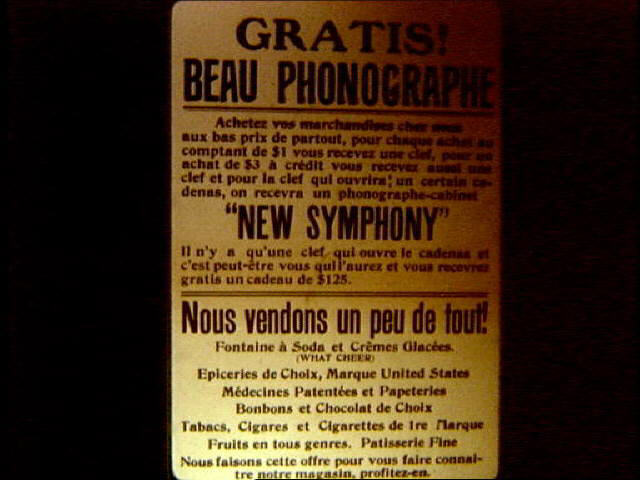 GRATIS!
BEAU PHONOGRAPHE
Achetez vos marchandises chez nous
aux bas prix de partout, pour chaque achat au
comptant de $1 vous recevez une clef, pour un
achat de $3 à crédit vous recevez aussi une
clef et pour la clef qui ouvrira un certain ca-
denas, on recevra un phonographe-cabinet
"NEW SYMPHONY"
Il n'y a qu'une clef qui ouvre le cadenas et
c'est peut-être vous qui l'aurez et vous recevrez
gratis un cadeau de $125.
Nous vendons un peu de tout!
Fontaine à Soda et Crêmes Glacées.
(WHAT CHEER)
Epiceries de Choix, Marque United States
Médecines Patentées et Papeteries
Bonbons et Chocolat de Choix
Tabacs, Cigares et Cigarettes de 1re Marque
Fruits en tous genres. Patisserie Fine
Nous faisons cette offre pour vous faire connai-
tre notre magasin, profitez-en.